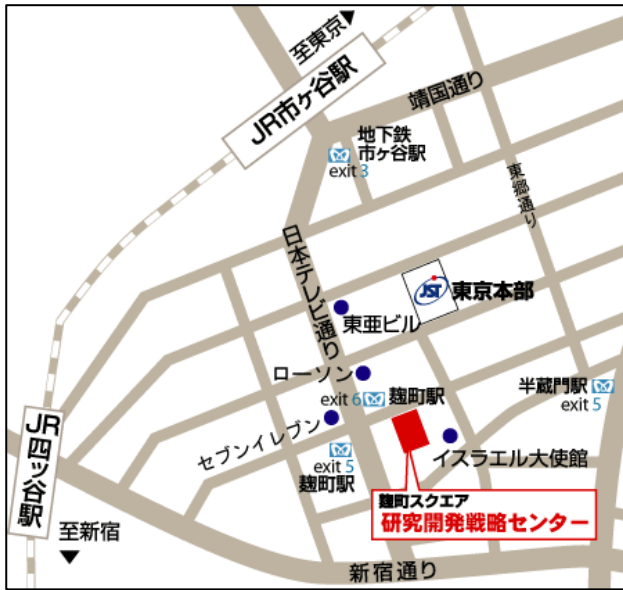 至東京
JR市ヶ谷駅
靖国通り
地下鉄
市ヶ谷駅
exit 3
東郷通り
日本テレビ通り
JST 東京本部
東亜ビル
ローソン
exit 6 麹町駅
半蔵門駅
exit 5
セブンイレブン
exit 5
麹町駅
イスラエル大使館
JR四ツ谷駅
麹町スクエア
研究開発戦略センター
至新宿
新宿通り